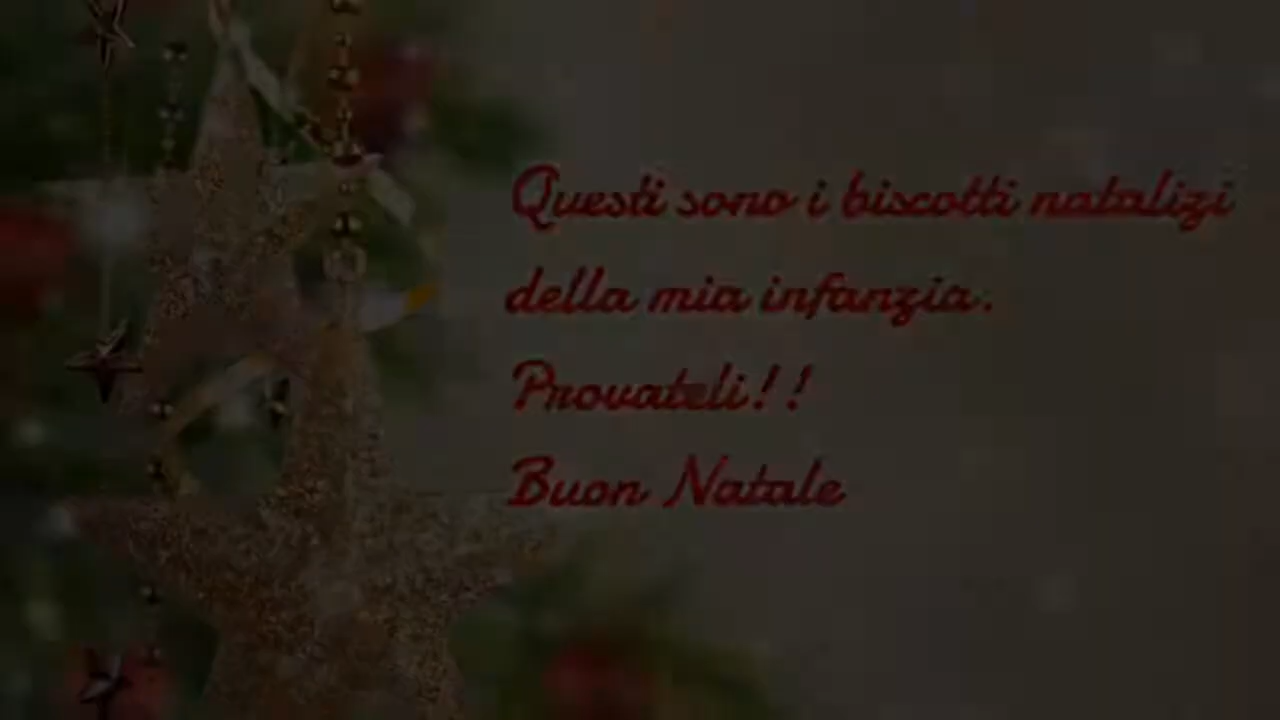 Questi sono i biscotti natalizi
della mia infanzia.
Provateli!!
Buon Natale